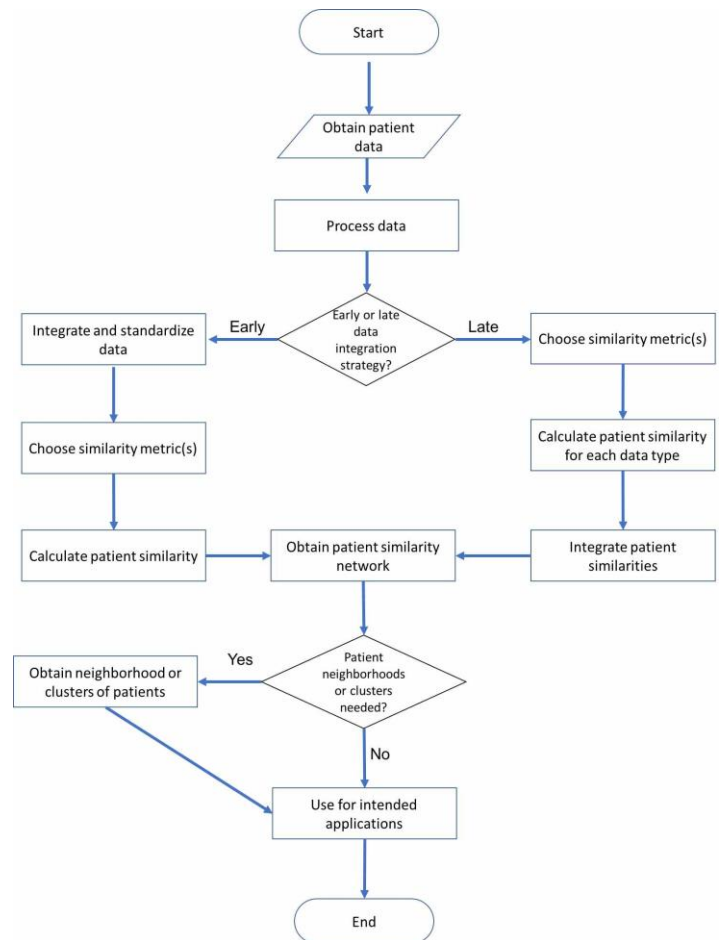 Start
Obtain patient
data
Process data
Early or late
data
integration
strategy?
Early
Late
Integrate and standardize
data
Choose similarity metric(s)
Calculate patient similarity
Choose similarity metric(s)
Calculate patient similarity
for each data type
Integrate patient
similarities
Obtain patient similarity
network
Patient
neighborhoods
or clusters
needed?
Yes
No
Obtain neighborhood or
clusters of patients
Use for intended
applications
End